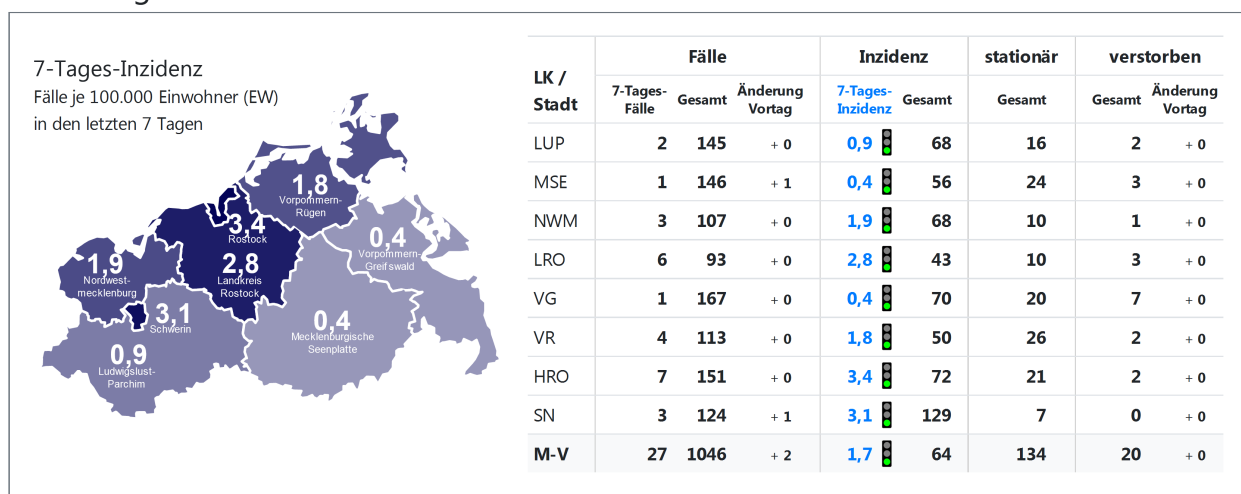 7-Tages-Inzidenz
Fälle je 100.000 Einwohner (EW)
in den letzten 7 Tagen
1,8
Vorpommern-
Rügen
3,4
Rostock
0,4
Vorpommern-
Greifswald
1,9
Nordwest-
mecklenburg
2,8
Landkreis
Rostock
3,1
Schwerin
0,4
Mecklenburgische
Seenplatte
0,9
Ludwigslust-
Parchim
LK / Stadt Fälle Inzidenz stationär verstorben
7-Tages-Fälle Gesamt Änderung Vortag 7-Tages-Inzidenz Gesamt Gesamt Gesamt Änderung Vortag
LUP 2 145 + 0 0,9 68 16 2 + 0
MSE 1 146 + 1 0,4 56 24 3 + 0
NWM 3 107 + 0 1,9 68 10 1 + 0
LRO 6 93 + 0 2,8 43 10 3 + 0
VG 1 167 + 0 0,4 70 20 7 + 0
VR 4 113 + 0 1,8 50 26 2 + 0
HRO 7 151 + 0 3,4 72 21 2 + 0
SN 3 124 + 1 3,1 129 7 0 + 0
M-V 27 1046 + 2 1,7 64 134 20 + 0